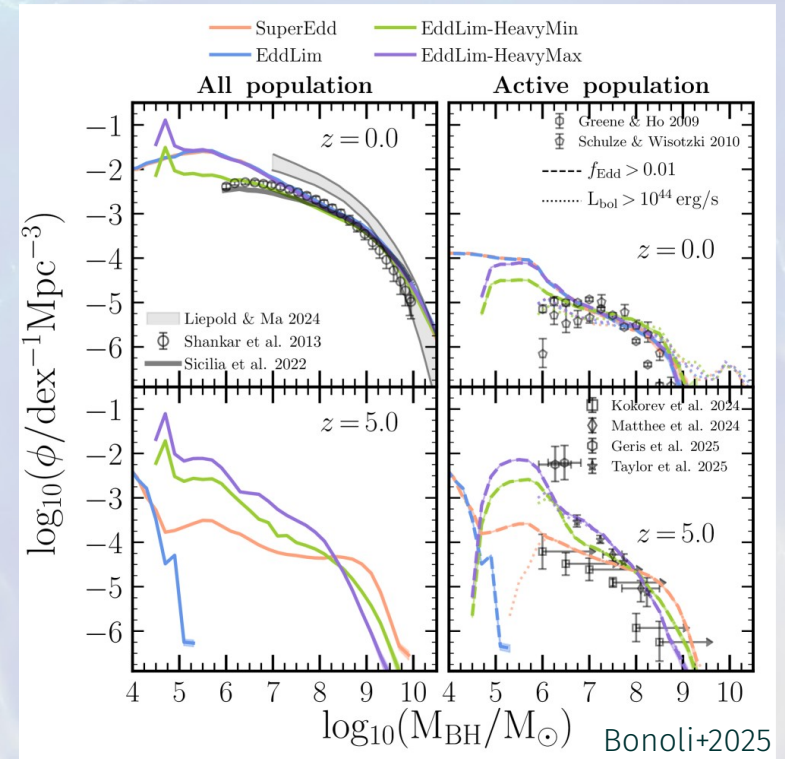 SuperEdd EddLim-HeavyMin
EddLim EddLim-HeavyMax
All population Active population
log₁₀(ϕ/dex⁻¹Mpc⁻³)
−1
−2
−3
−4
−5
−6
z = 0.0
Liepold & Ma 2024
Shankar et al. 2013
Sicilia et al. 2022
Greene & Ho 2009
Schulze & Wisotzki 2010
f_Edd > 0.01
L_bol > 10⁴⁴ erg/s
z = 0.0
−1
−2
−3
−4
−5
−6
z = 5.0
Kokorev et al. 2024
Matthee et al. 2024
Geris et al. 2025
Taylor et al. 2025
z = 5.0
4 5 6 7 8 9 10 4 5 6 7 8 9 10
log₁₀(M_BH/M_⊙)
Bonoli+2025